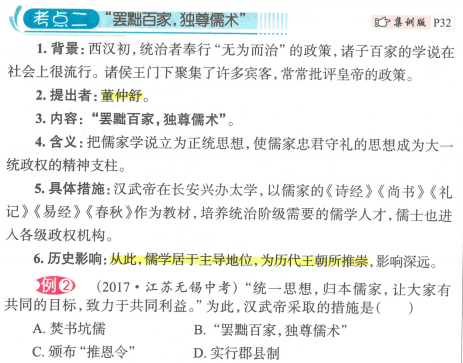 考点二 “罢黜百家,独尊儒术” 集训版 P32
1. 背景:西汉初,统治者奉行“无为而治”的政策,诸子百家的学说在
社会上很流行。诸侯王门下聚集了许多宾客,常常批评皇帝的政策。
2. 提出者:董仲舒。
3. 内容:“罢黜百家,独尊儒术”。
4. 含义:把儒家学说立为正统思想,使儒家忠君守礼的思想成为大一
统政权的精神支柱。
5. 具体措施:汉武帝在长安兴办太学,以儒家的《诗经》《尚书》《礼
记》《易经》《春秋》作为教材,培养统治阶级需要的儒学人才,儒士也进
入各级政权机构。
6. 历史影响:从此,儒学居于主导地位,为历代王朝所推崇,影响深远。
例2 (2017·江苏无锡中考)“统一思想,归本儒家,让大家有
共同的目标,致力于共同利益。”为此,汉武帝采取的措施是( )
A. 焚书坑儒 B. “罢黜百家,独尊儒术”
C. 颁布“推恩令” D. 实行郡县制